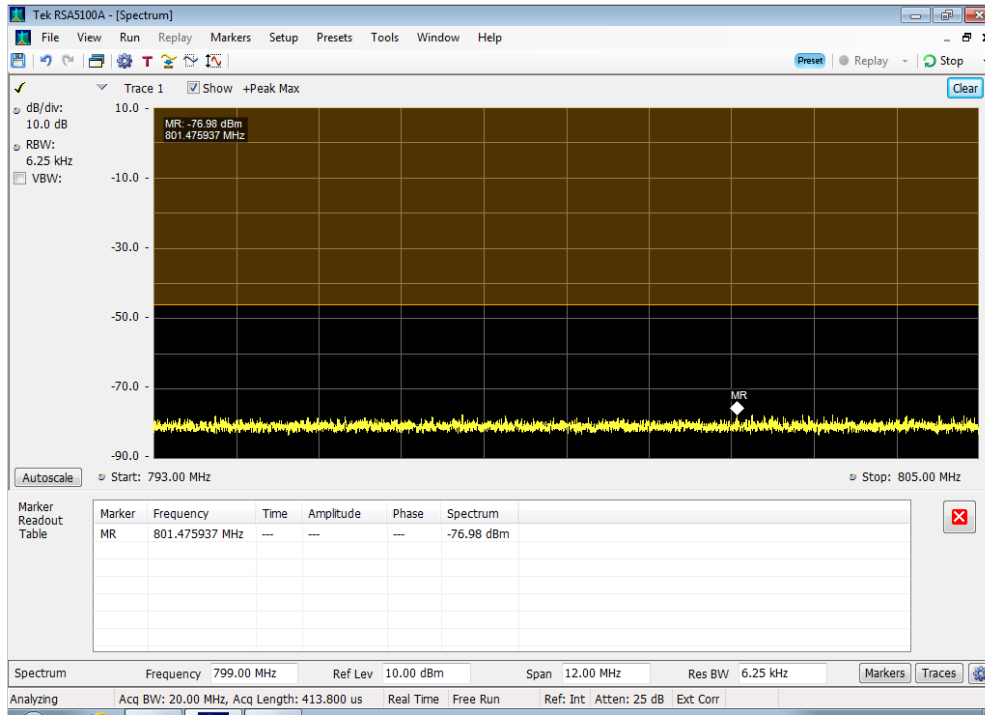 Tek RSA5100A - [Spectrum]
File View Run Replay Markers Setup Presets Tools Window Help
T Preset Replay Stop
Trace 1 Show +Peak Max Clear
dB/div:
10.0 dB
RBW:
6.25 kHz
VBW:
10.0
MR: -76.98 dBm
801.475937 MHz
-10.0
-30.0
-50.0
-70.0
MR
-90.0
Autoscale Start: 793.00 MHz Stop: 805.00 MHz
Marker
Readout
Table
Marker Frequency Time Amplitude Phase Spectrum
MR 801.475937 MHz --- --- --- -76.98 dBm
Spectrum Frequency 799.00 MHz Ref Lev 10.00 dBm Span 12.00 MHz Res BW 6.25 kHz Markers Traces
Analyzing Acq BW: 20.00 MHz, Acq Length: 413.800 us Real Time Free Run Ref: Int Atten: 25 dB Ext Corr